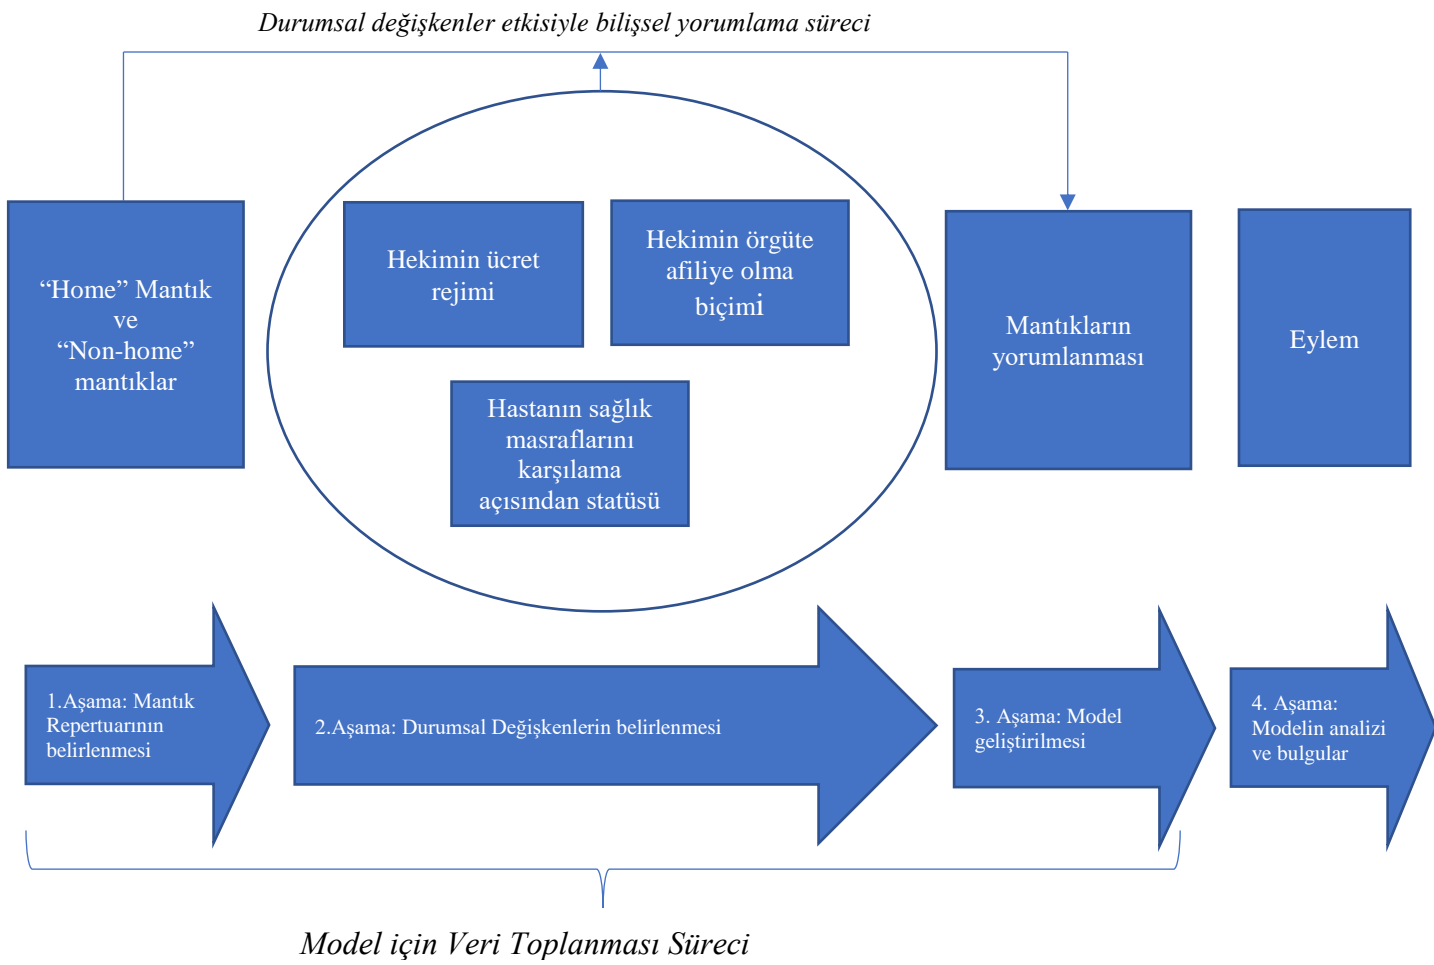 Durumsal değişkenler etkisiyle bilişsel yorumlama süreci
“Home” Mantık
ve
“Non-home”
mantıklar
Hekimin ücret
rejimi
Hekimin örgüte
afiliye olma
biçimi
Hastanın sağlık
masraflarını
karşılama
açısından statüsü
Mantıkların
yorumlanması
Eylem
1.Aşama: Mantık
Repertuarının
belirlenmesi
2.Aşama: Durumsal Değişkenlerin belirlenmesi
3. Aşama: Model
geliştirilmesi
4. Aşama:
Modelin analizi
ve bulgular
Model için Veri Toplanması Süreci